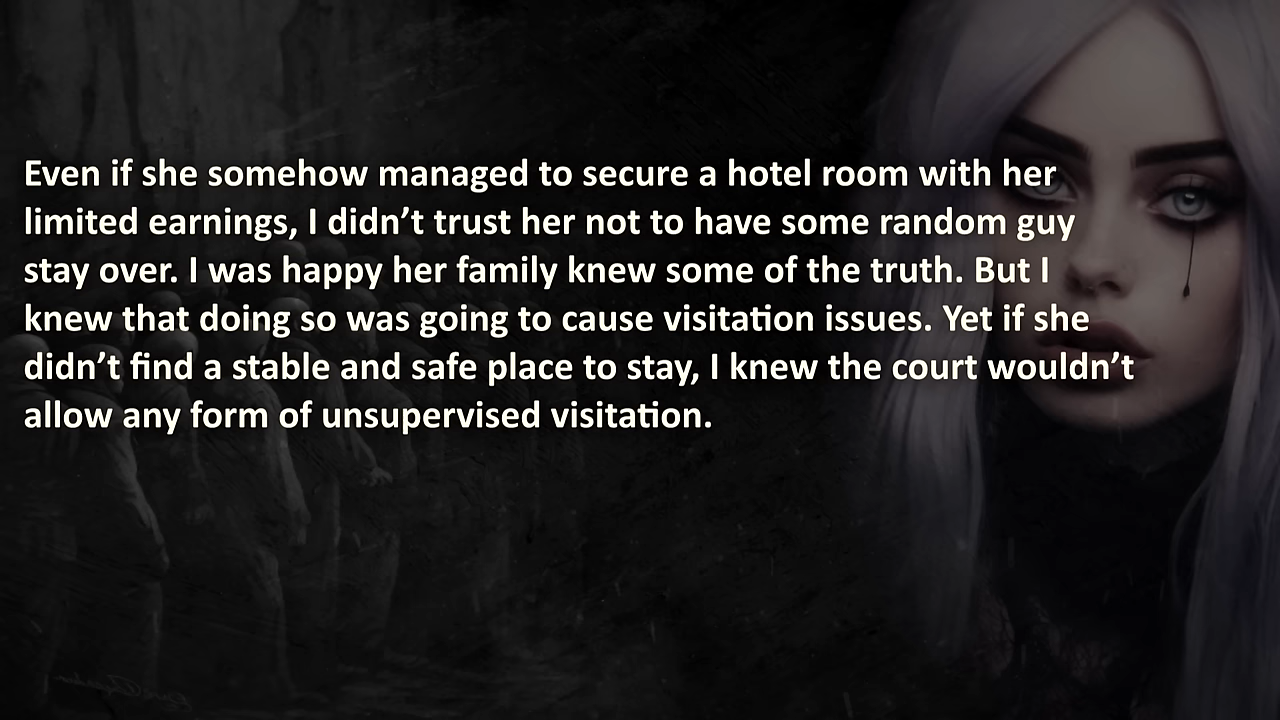 Even if she somehow managed to secure a hotel room with her
limited earnings, I didn’t trust her not to have some random guy
stay over. I was happy her family knew some of the truth. But I
knew that doing so was going to cause visitation issues. Yet if she
didn’t find a stable and safe place to stay, I knew the court wouldn’t
allow any form of unsupervised visitation.